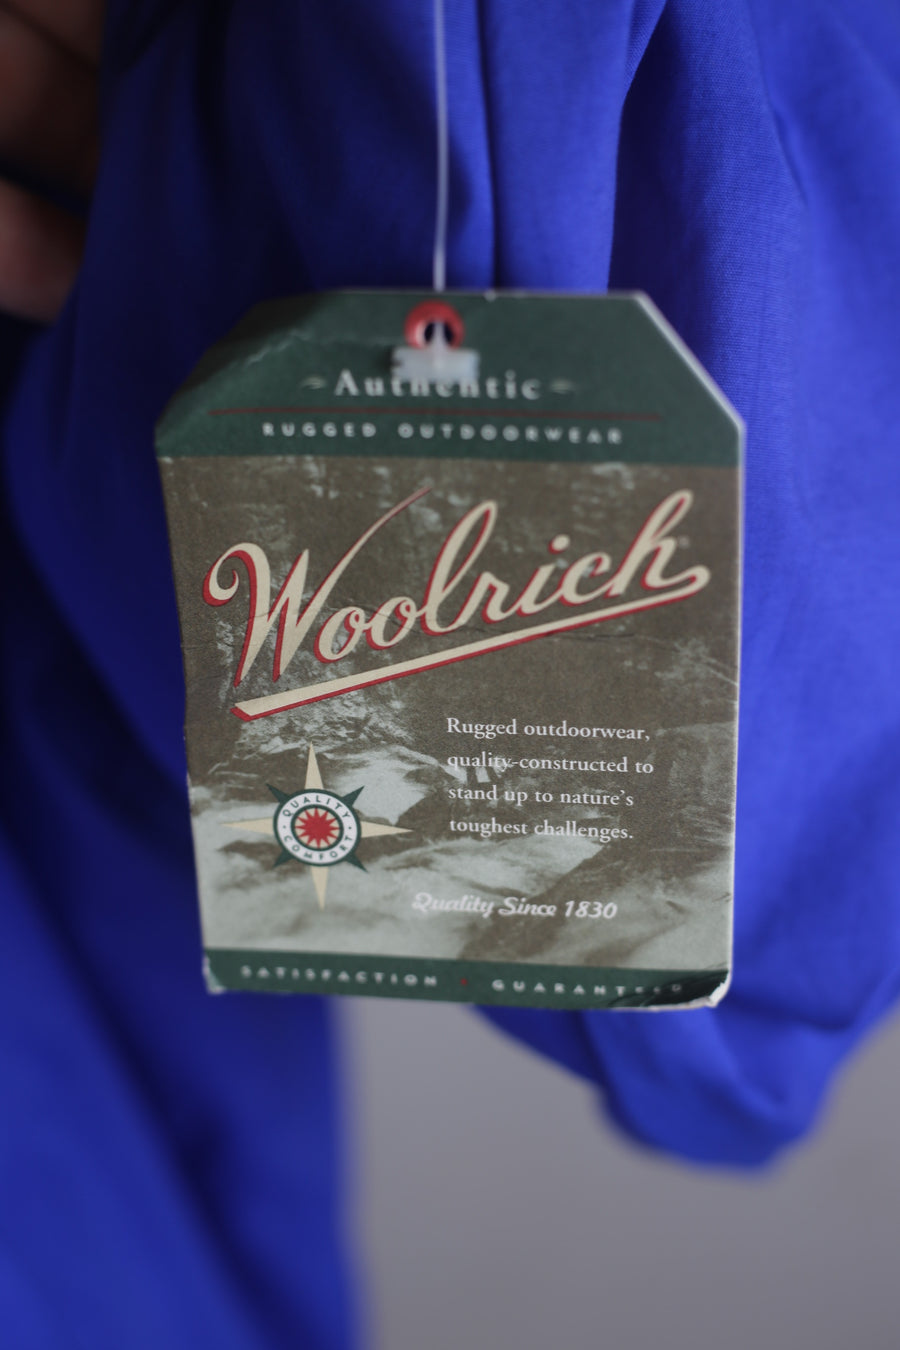 Authentic
RUGGED OUTDOORWEAR
Woolrich
Rugged outdoorwear,
quality-constructed to
stand up to nature's
toughest challenges.
QUALITY
COMFORT
Quality Since 1830
SATISFACTION GUARANTEED